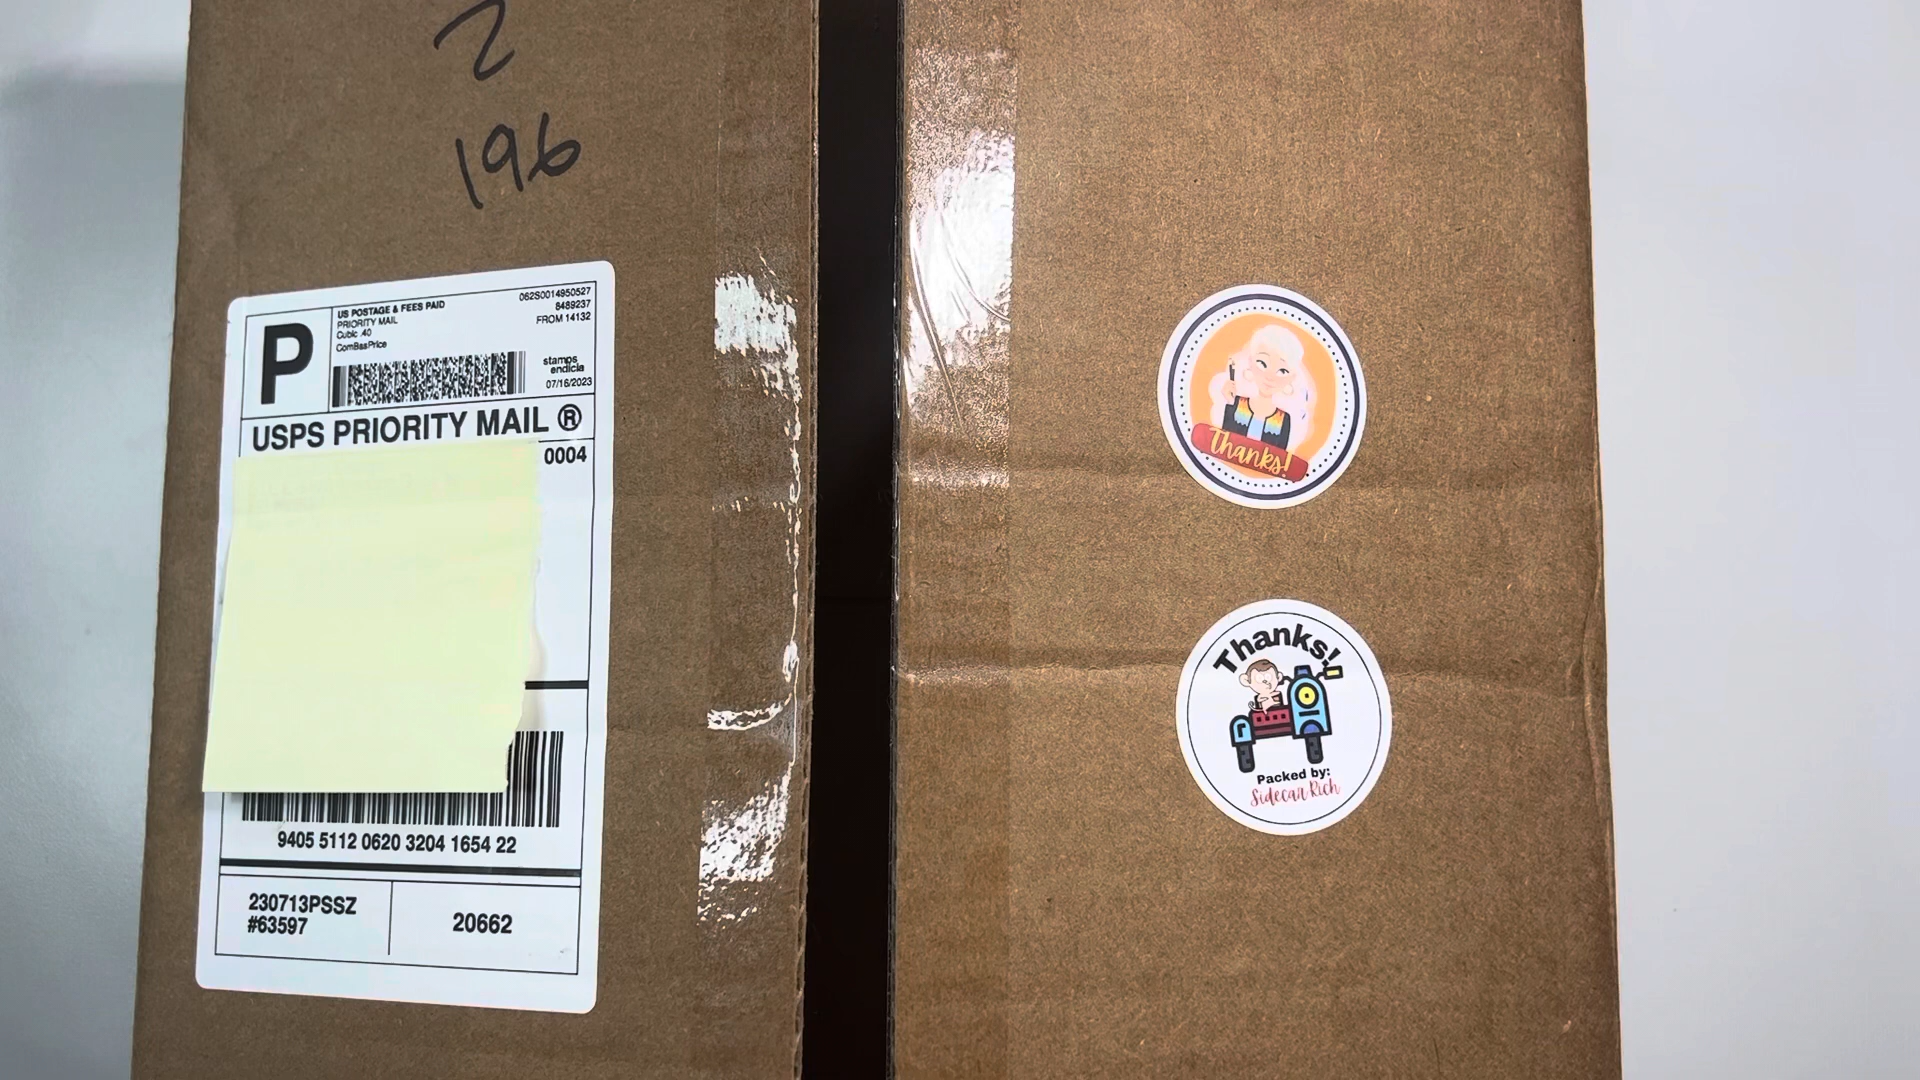 2
196
P
US POSTAGE & FEES PAID
PRIORITY MAIL
Cubic .40
ComBasPrice
062S0014950527
8489237
FROM 14132
stamps
endicia
07/16/2023
USPS PRIORITY MAIL ®
0004
9405 5112 0620 3204 1654 22
230713PSSZ
#63597
20662
Thanks!
Thanks!
Packed by:
Sidecar Rich